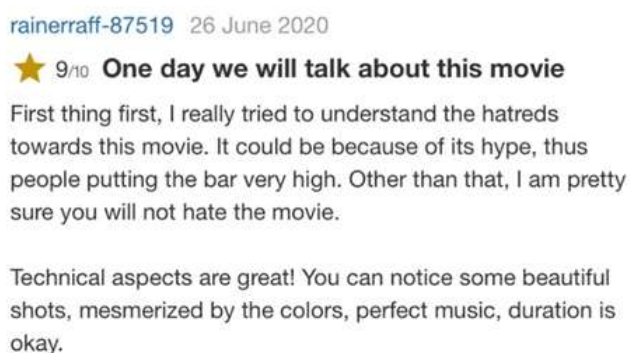 rainerraff-87519 26 June 2020
9/10 One day we will talk about this movie
First thing first, I really tried to understand the hatreds
towards this movie. It could be because of its hype, thus
people putting the bar very high. Other than that, I am pretty
sure you will not hate the movie.
Technical aspects are great! You can notice some beautiful
shots, mesmerized by the colors, perfect music, duration is
okay.